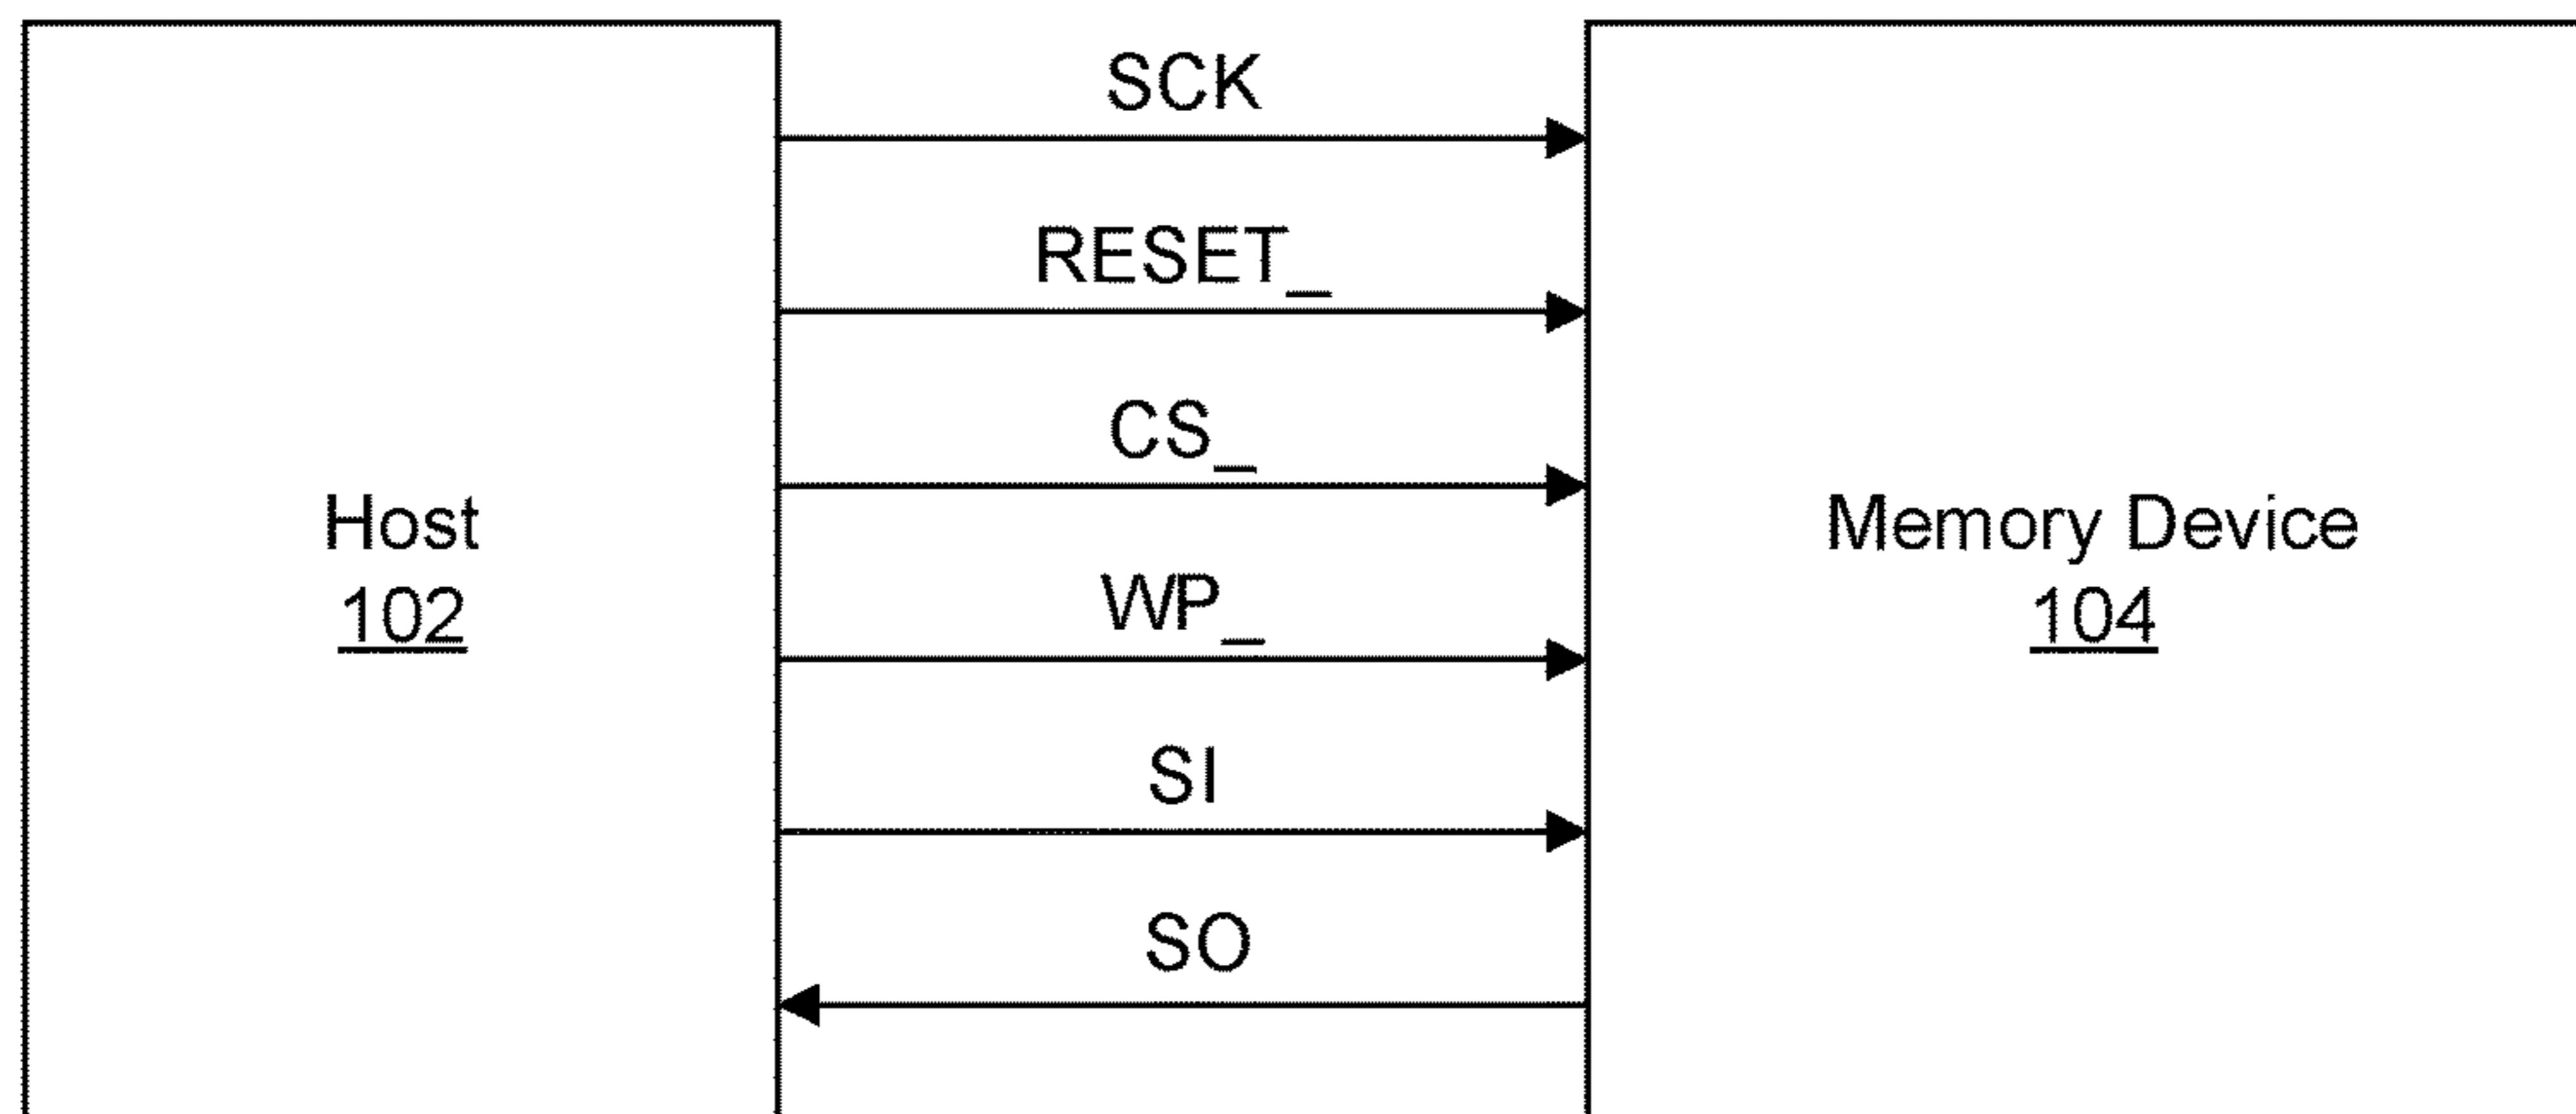 SCK
RESET_
CS_
Host
102
WP_
Memory Device
104
SI
SO